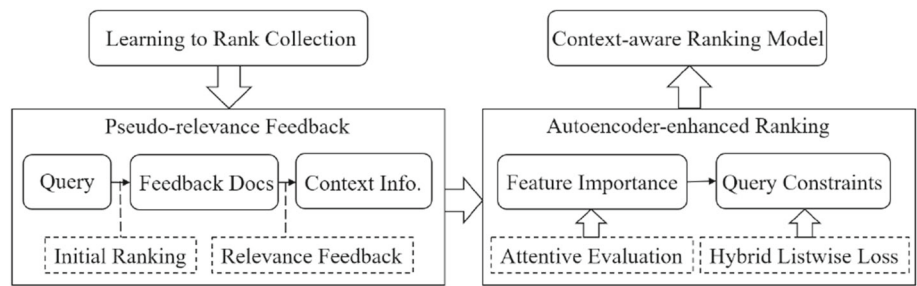 Learning to Rank Collection
Context-aware Ranking Model
Pseudo-relevance Feedback
Query
Feedback Docs
Context Info.
Initial Ranking
Relevance Feedback
Autoencoder-enhanced Ranking
Feature Importance
Query Constraints
Attentive Evaluation
Hybrid Listwise Loss